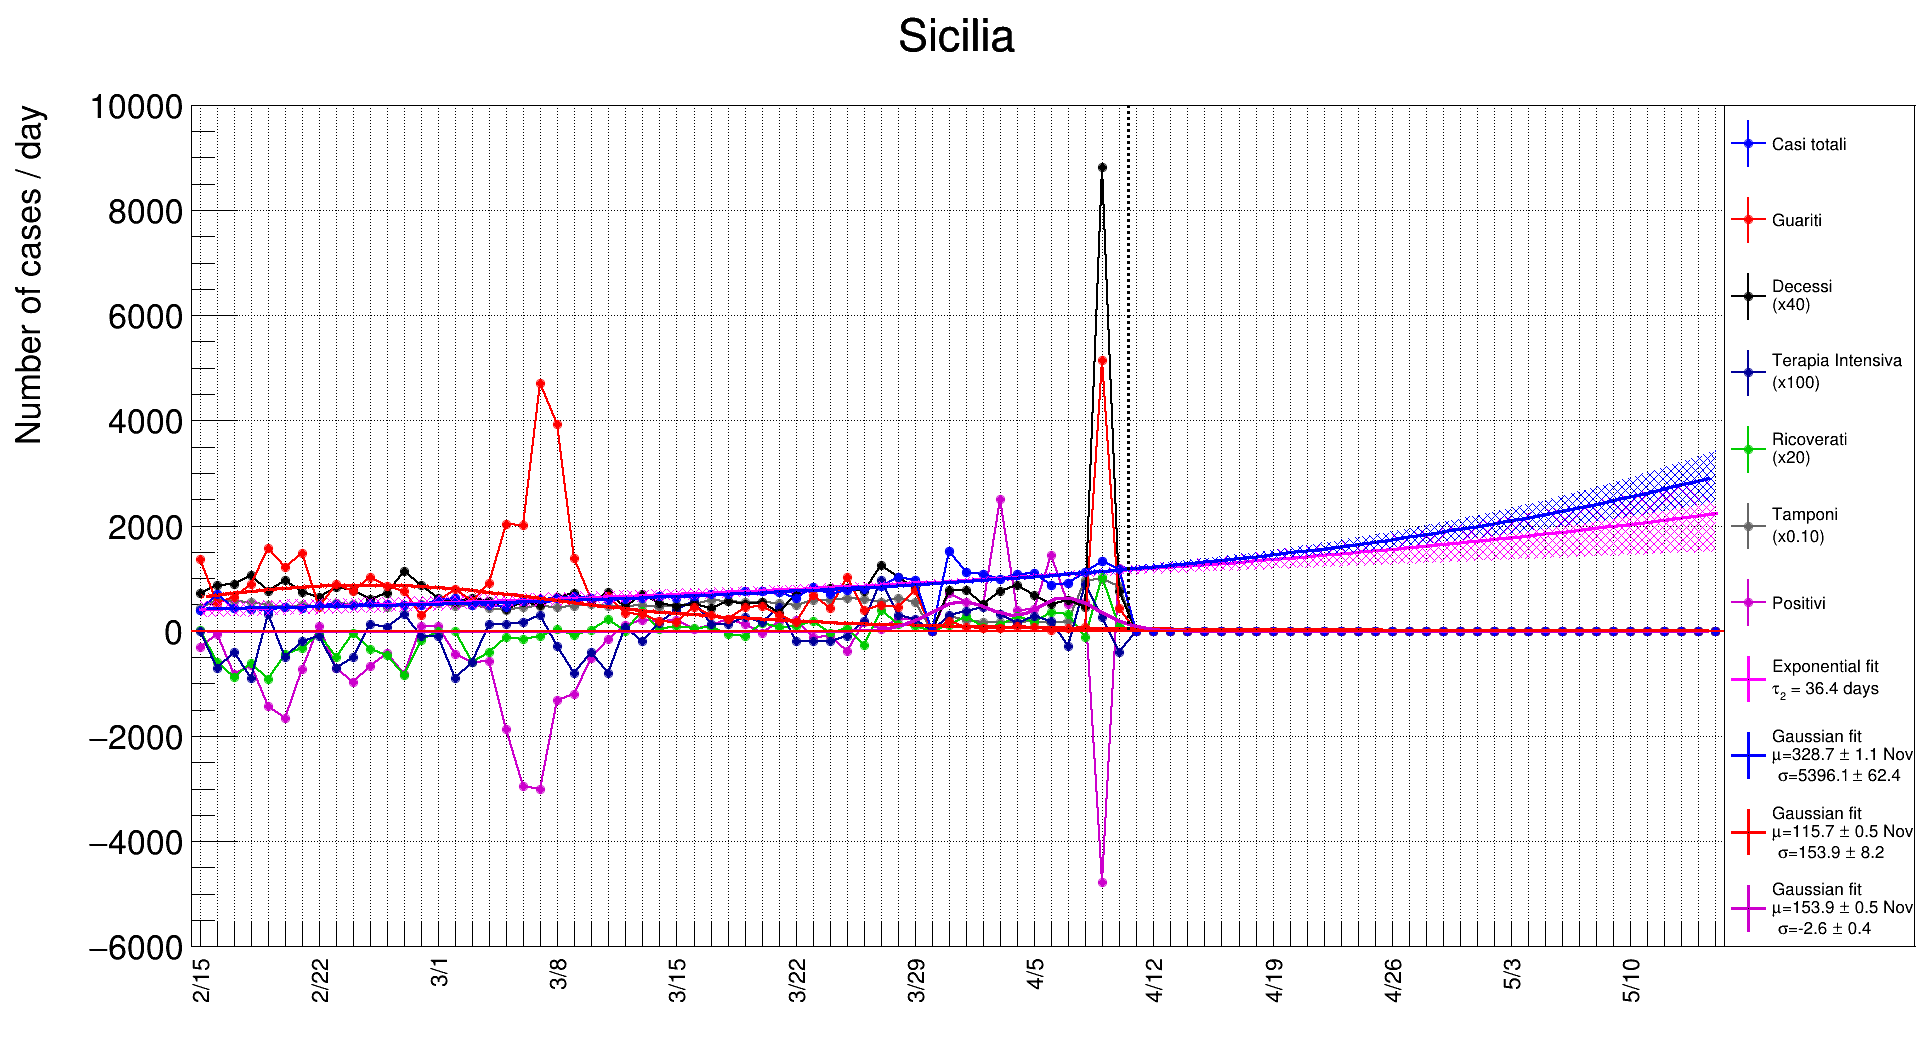 Sicilia
Number of cases / day
10000
8000
6000
4000
2000
0
−2000
−4000
−6000
2/15
2/22
3/1
3/8
3/15
3/22
3/29
4/5
4/12
4/19
4/26
5/3
5/10
Casi totali
Guariti
Decessi
(x40)
Terapia Intensiva
(x100)
Ricoverati
(x20)
Tamponi
(x0.10)
Positivi
Exponential fit
τ2 = 36.4 days
Gaussian fit
μ=328.7 ± 1.1 Nov
σ=5396.1 ± 62.4
Gaussian fit
μ=115.7 ± 0.5 Nov
σ=153.9 ± 8.2
Gaussian fit
μ=153.9 ± 0.5 Nov
σ=-2.6 ± 0.4